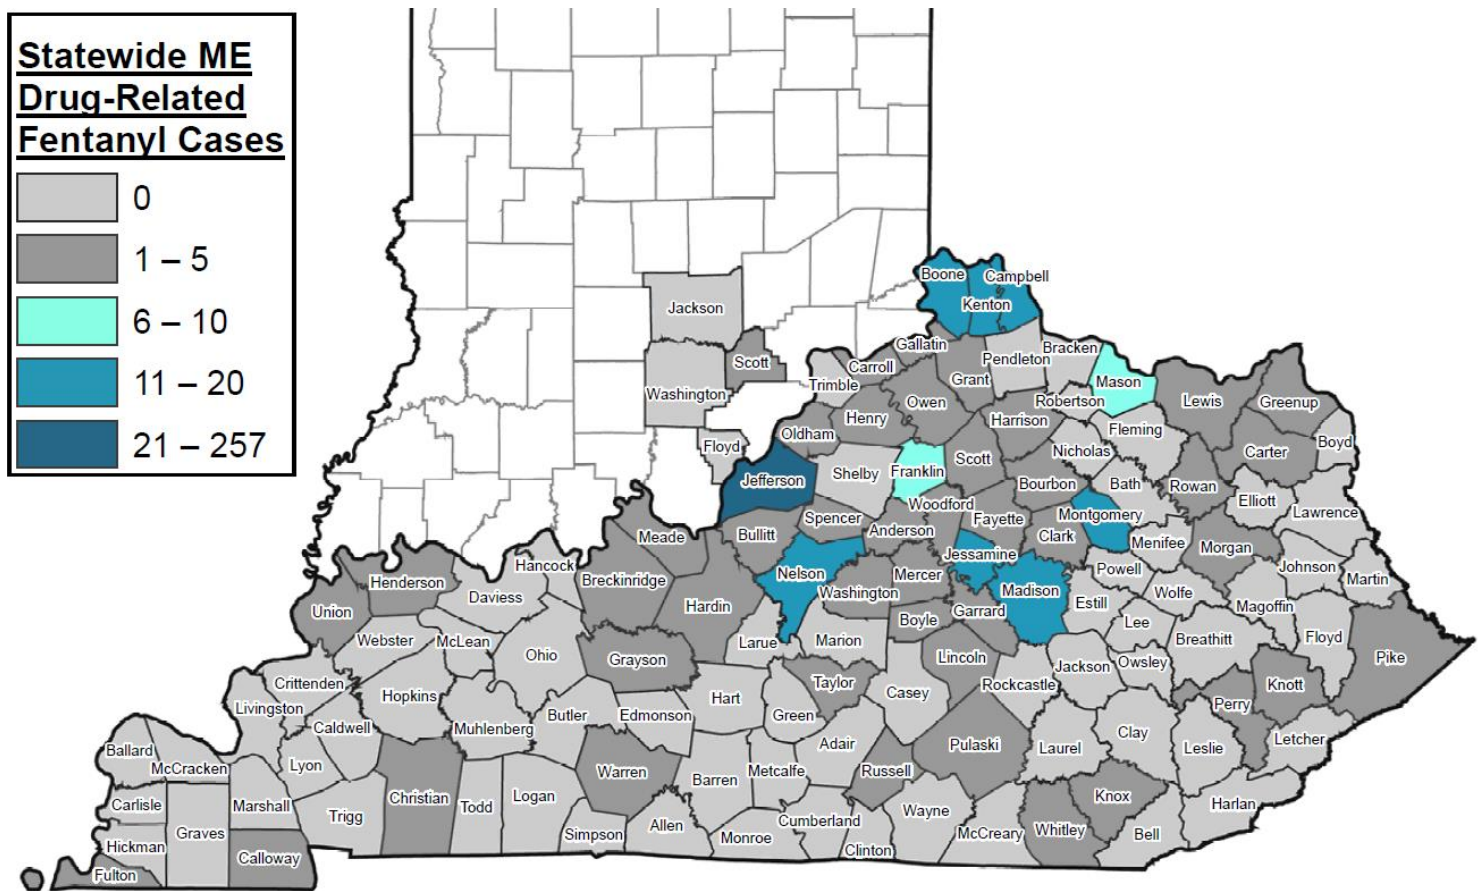 Statewide ME
Drug-Related
Fentanyl Cases
0
1 – 5
6 – 10
11 – 20
21 – 257
Boone
Campbell
Kenton
Jackson
Gallatin
Bracken
Pendleton
Scott
Carroll
Grant
Mason
Trimble
Washington
Robertson
Lewis
Greenup
Owen
Henry
Harrison
Fleming
Oldham
Boyd
Floyd
Nicholas
Carter
Scott
Shelby
Franklin
Jefferson
Bourbon
Bath
Rowan
Elliott
Woodford
Lawrence
Montgomery
Spencer
Fayette
Anderson
Bullitt
Clark
Meade
Menifee
Morgan
Jessamine
Hancock
Johnson
Powell
Nelson
Mercer
Breckinridge
Henderson
Martin
Madison
Washington
Wolfe
Daviess
Estill
Hardin
Magoffin
Union
Garrard
Boyle
Lee
Webster
McLean
Larue
Marion
Breathitt
Floyd
Ohio
Grayson
Lincoln
Pike
Owsley
Jackson
Crittenden
Taylor
Rockcastle
Knott
Hopkins
Casey
Hart
Livingston
Perry
Green
Butler
Edmonson
Caldwell
Muhlenberg
Clay
Letcher
Adair
Pulaski
Laurel
Leslie
Ballard
McCracken
Lyon
Warren
Metcalfe
Russell
Barren
Christian
Logan
Knox
Carlisle
Marshall
Todd
Harlan
Wayne
Trigg
Cumberland
Allen
Graves
Simpson
Monroe
McCreary
Whitley
Bell
Hickman
Clinton
Calloway
Fulton